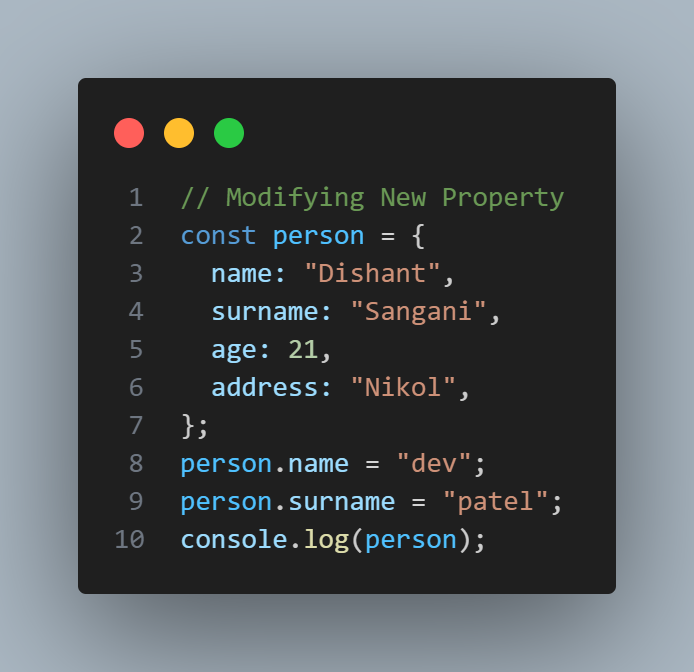 1 // Modifying New Property
2 const person = {
3   name: "Dishant",
4   surname: "Sangani",
5   age: 21,
6   address: "Nikol",
7 };
8 person.name = "dev";
9 person.surname = "patel";
10 console.log(person);